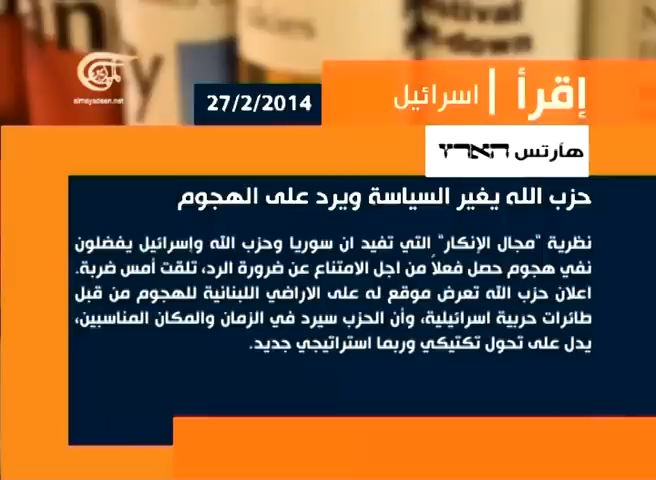 الميادين
almayadeen.net
27/2/2014
إقرأ | اسرائيل
هآرتس הארץ
حزب الله يغير السياسة ويرد على الهجوم
نظرية "مجال الإنكار" التي تفيد ان سوريا وحزب الله وإسرائيل يفضلون
نفي هجوم حصل فعلاً من اجل الامتناع عن ضرورة الرد، تلقت أمس ضربة.
اعلان حزب الله تعرض موقع له على الاراضي اللبنانية للهجوم من قبل
طائرات حربية اسرائيلية، وأن الحزب سيرد في الزمان والمكان المناسبين،
يدل على تحول تكتيكي وربما استراتيجي جديد.